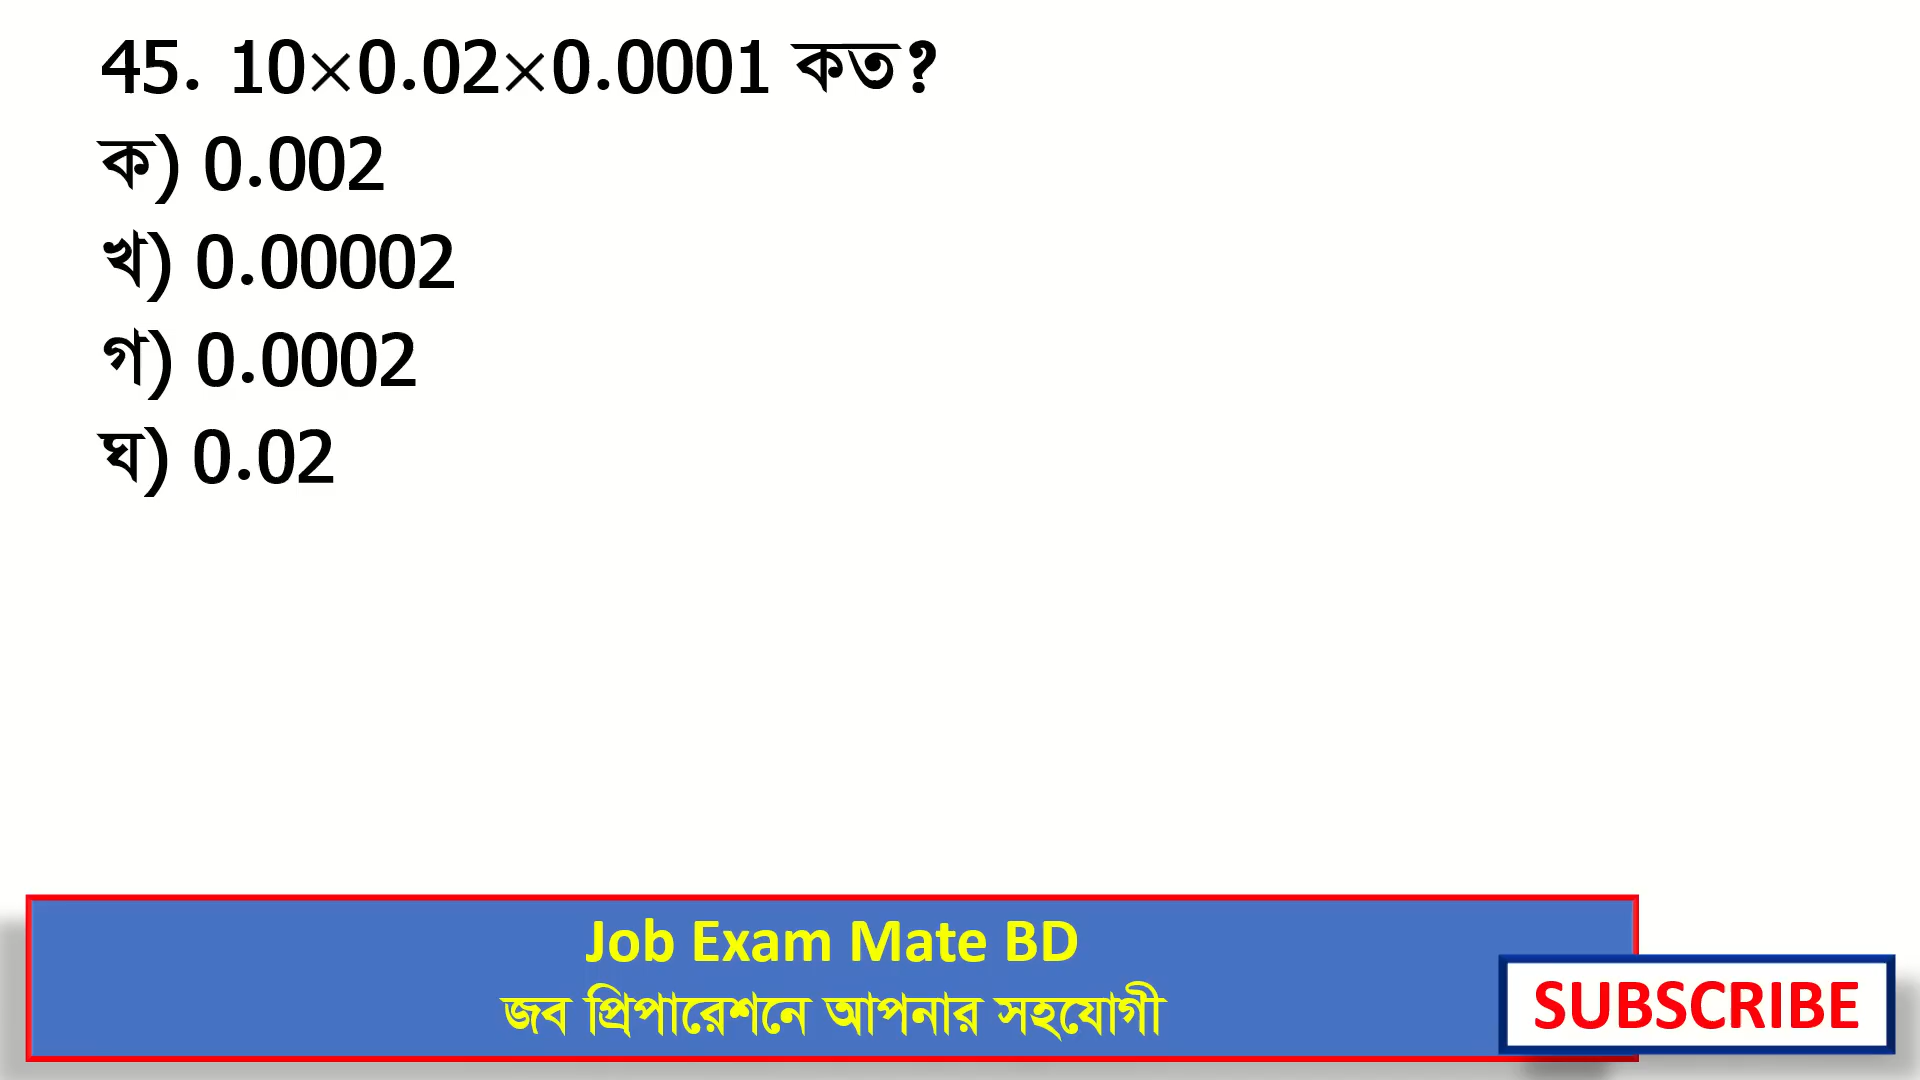 45. 10×0.02×0.0001 কত?
ক) 0.002
খ) 0.00002
গ) 0.0002
ঘ) 0.02
Job Exam Mate BD
জব প্রিপারেশনে আপনার সহযোগী
SUBSCRIBE